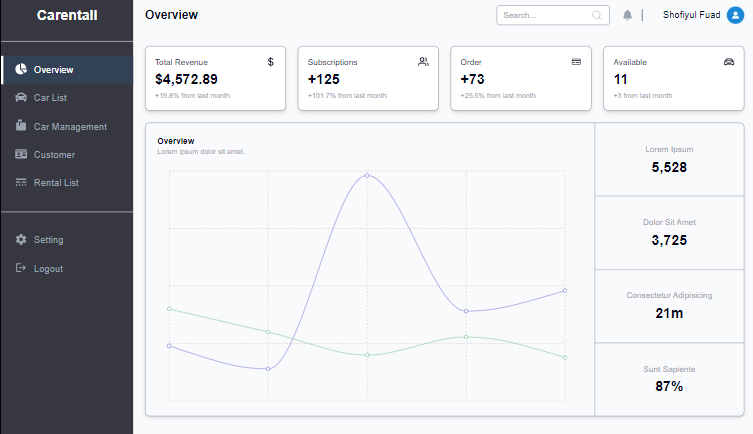 Carentall
Overview
Car List
Car Management
Customer
Rental List
Setting
Logout
Overview
Search...
Shofiyul Fuad
Total Revenue
$
$4,572.89
+19.8% from last month
Subscriptions
+125
+101.7% from last month
Order
+73
+25.5% from last month
Available
11
+3 from last month
Overview
Lorem ipsum dolor sit amet.
Lorem Ipsum
5,528
Dolor Sit Amet
3,725
Consectetur Adipisicing
21m
Sunt Sapiente
87%